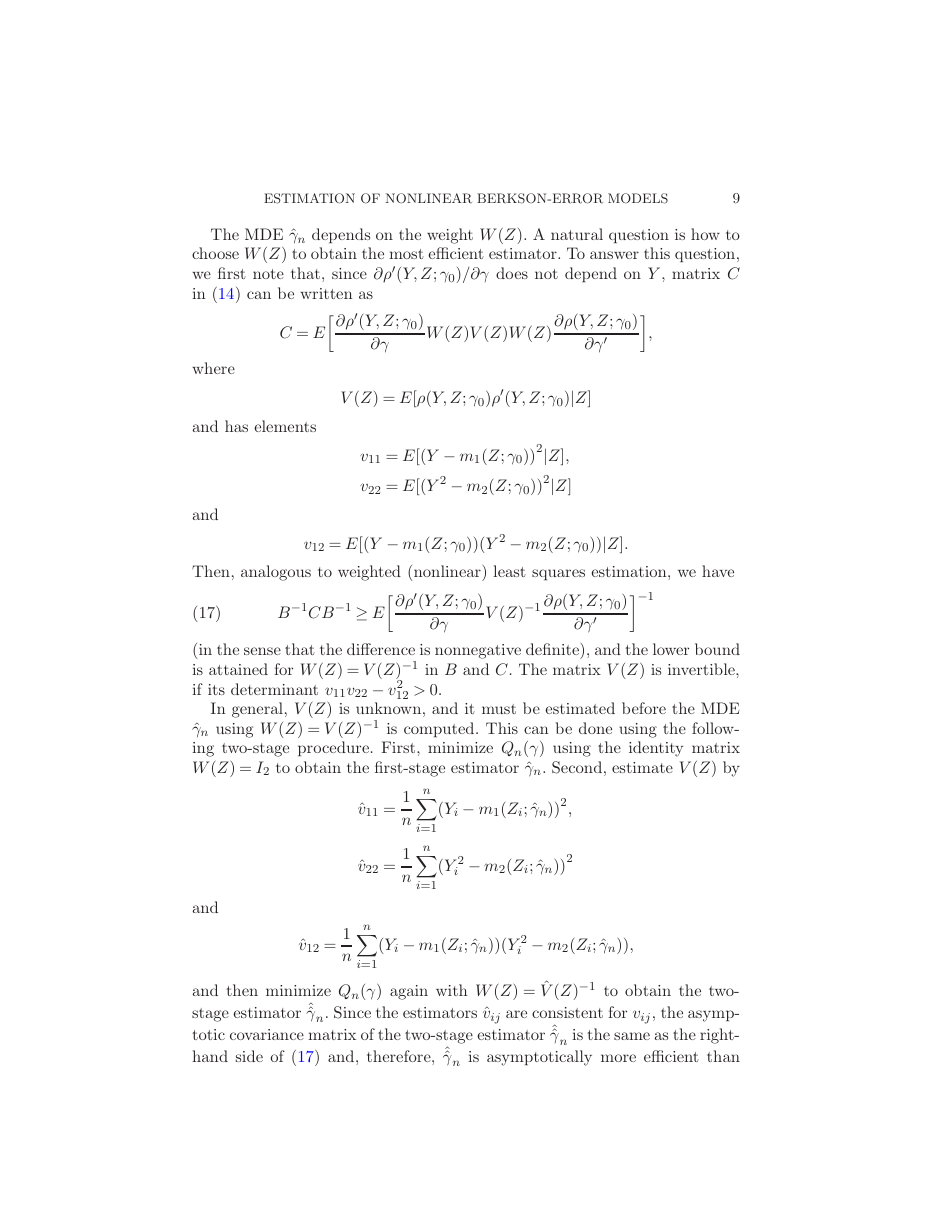 ESTIMATION OF NONLINEAR BERKSON-ERROR MODELS 9
The MDE γ̂ₙ depends on the weight W(Z). A natural question is how to
choose W(Z) to obtain the most efficient estimator. To answer this question,
we first note that, since ∂ρ′(Y, Z; γ₀)/∂γ does not depend on Y, matrix C
in (14) can be written as
C = E[∂ρ′(Y, Z; γ₀)/∂γ W(Z)V(Z)W(Z) ∂ρ(Y, Z; γ₀)/∂γ′],
where
V(Z) = E[ρ(Y, Z; γ₀)ρ′(Y, Z; γ₀)|Z]
and has elements
v₁₁ = E[(Y − m₁(Z; γ₀))²|Z],
v₂₂ = E[(Y² − m₂(Z; γ₀))²|Z]
and
v₁₂ = E[(Y − m₁(Z; γ₀))(Y² − m₂(Z; γ₀))|Z].
Then, analogous to weighted (nonlinear) least squares estimation, we have
(17) B⁻¹CB⁻¹ ≥ E[∂ρ′(Y, Z; γ₀)/∂γ V(Z)⁻¹ ∂ρ(Y, Z; γ₀)/∂γ′]⁻¹
(in the sense that the difference is nonnegative definite), and the lower bound
is attained for W(Z) = V(Z)⁻¹ in B and C. The matrix V(Z) is invertible,
if its determinant v₁₁v₂₂ − v₁₂² > 0.
In general, V(Z) is unknown, and it must be estimated before the MDE
γ̂ₙ using W(Z) = V(Z)⁻¹ is computed. This can be done using the follow-
ing two-stage procedure. First, minimize Qₙ(γ) using the identity matrix
W(Z) = I₂ to obtain the first-stage estimator γ̂ₙ. Second, estimate V(Z) by
v̂₁₁ = 1/n ∑ᵢ₌₁ⁿ (Yᵢ − m₁(Zᵢ; γ̂ₙ))²,
v̂₂₂ = 1/n ∑ᵢ₌₁ⁿ (Yᵢ² − m₂(Zᵢ; γ̂ₙ))²
and
v̂₁₂ = 1/n ∑ᵢ₌₁ⁿ (Yᵢ − m₁(Zᵢ; γ̂ₙ))(Yᵢ² − m₂(Zᵢ; γ̂ₙ)),
and then minimize Qₙ(γ) again with W(Z) = V̂(Z)⁻¹ to obtain the two-
stage estimator γ̂̂ₙ. Since the estimators v̂ᵢⱼ are consistent for vᵢⱼ, the asymp-
totic covariance matrix of the two-stage estimator γ̂̂ₙ is the same as the right-
hand side of (17) and, therefore, γ̂̂ₙ is asymptotically more efficient than